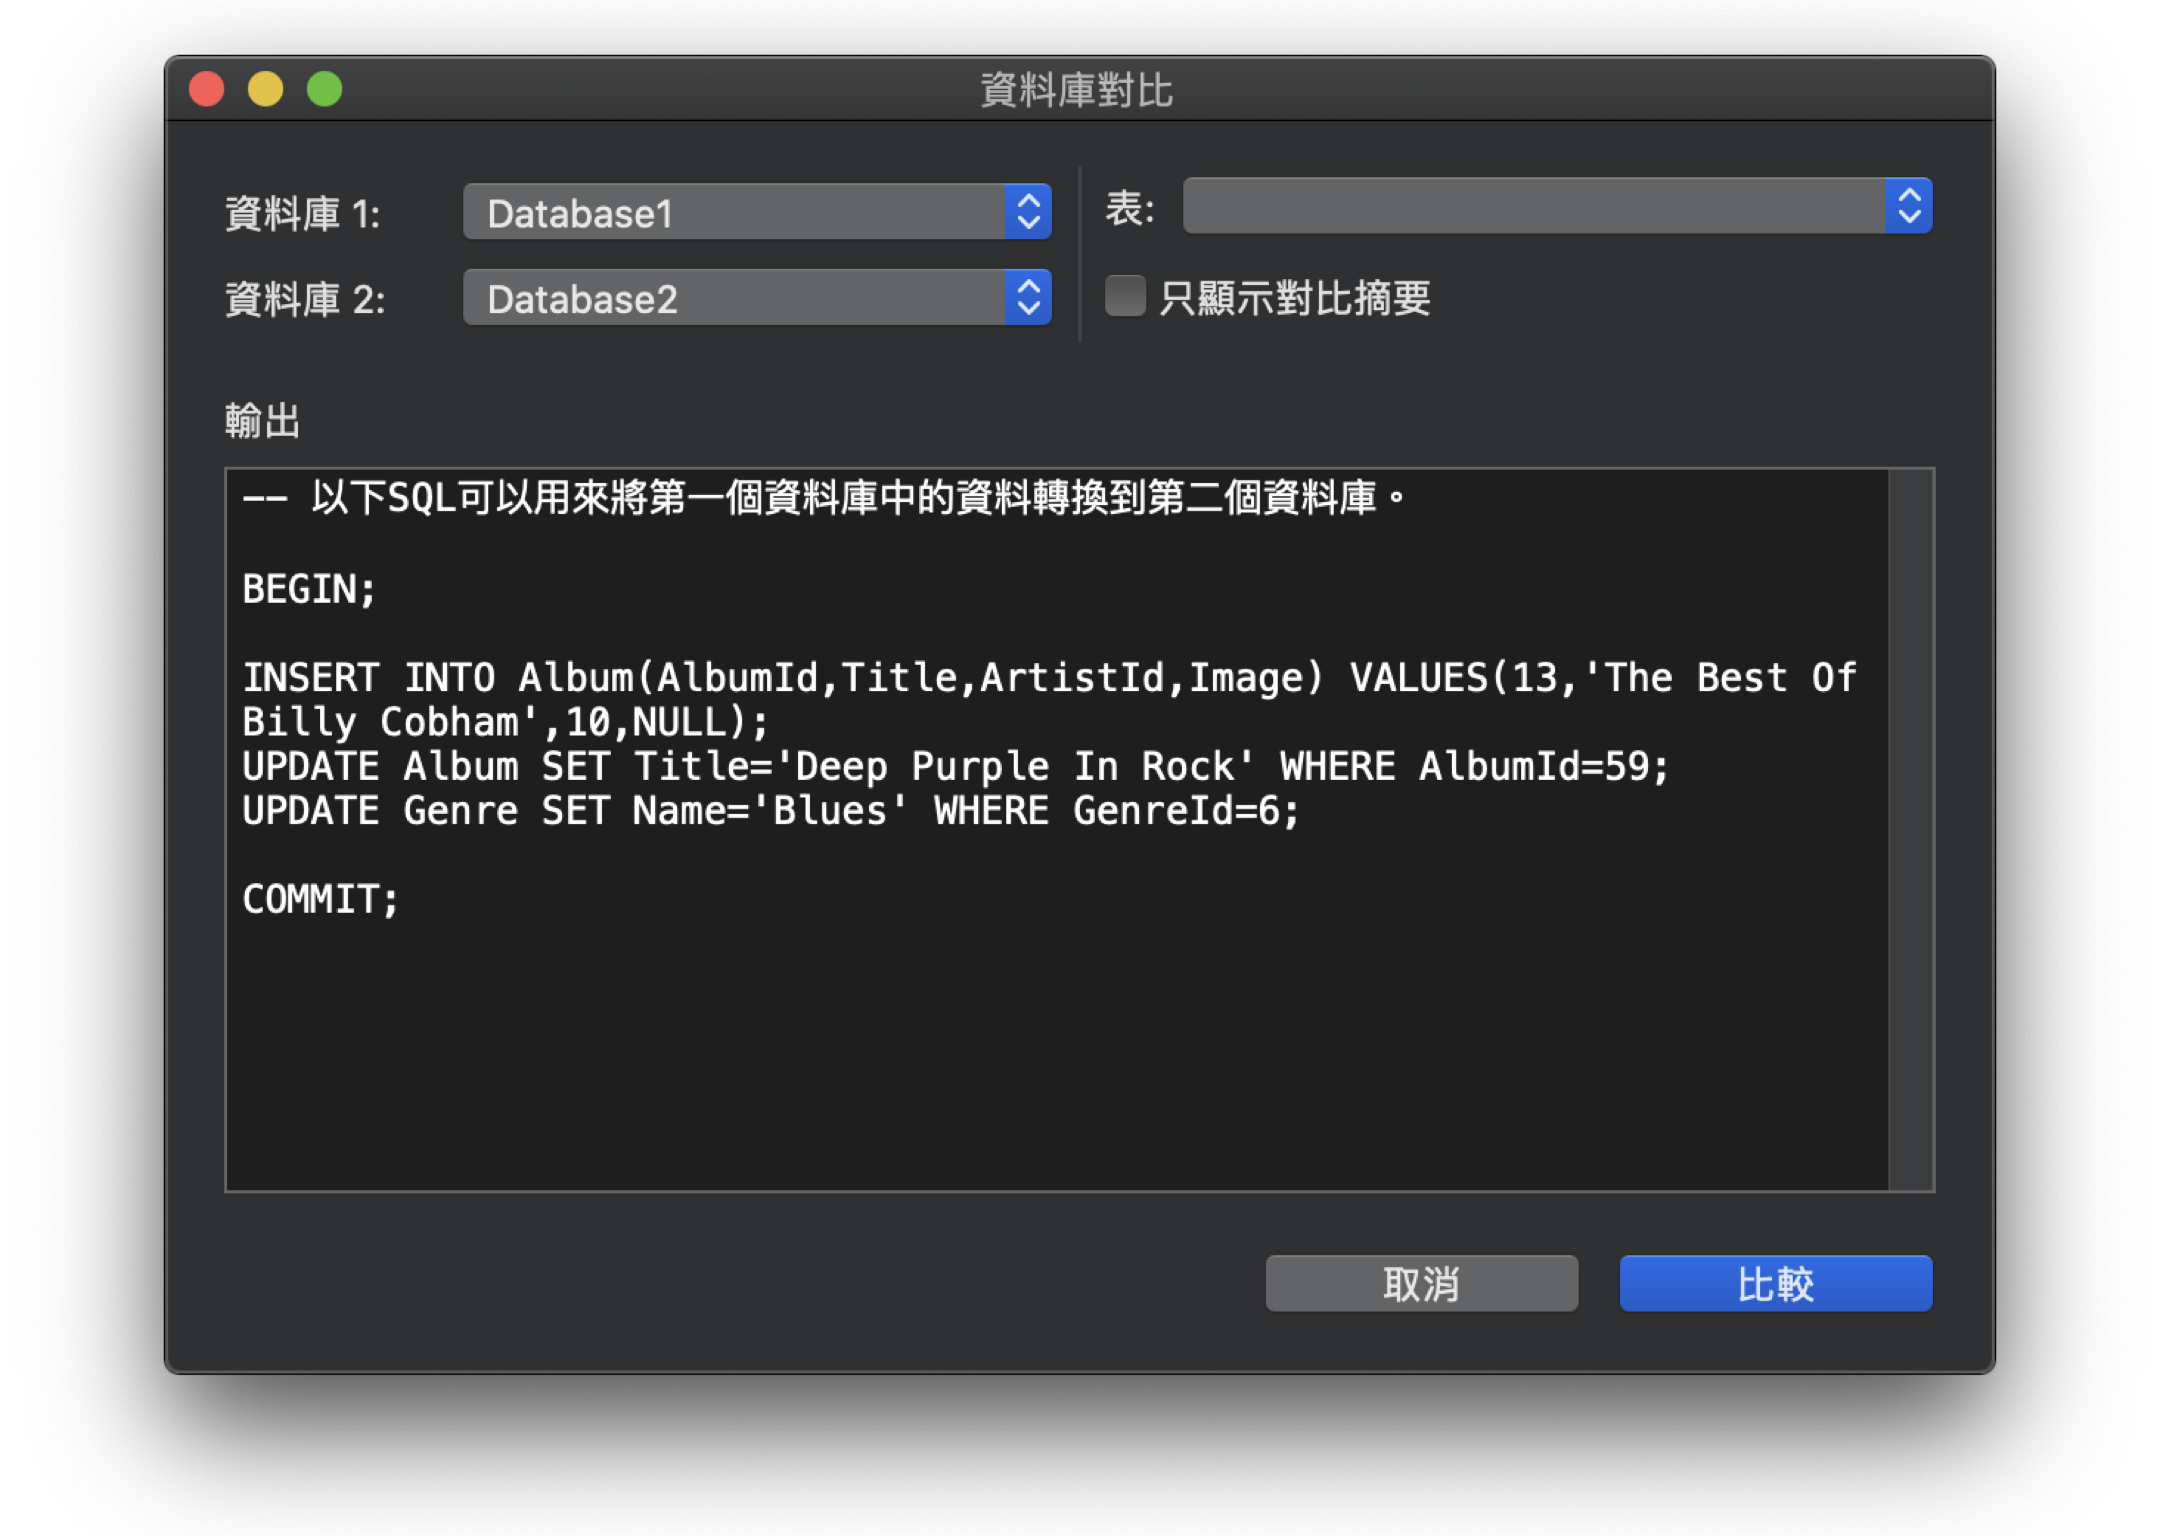 資料庫對比
資料庫 1:
Database1
表:
資料庫 2:
Database2
只顯示對比摘要
輸出
-- 以下SQL可以用來將第一個資料庫中的資料轉換到第二個資料庫。
BEGIN;
INSERT INTO Album(AlbumId,Title,ArtistId,Image) VALUES(13,'The Best Of
Billy Cobham',10,NULL);
UPDATE Album SET Title='Deep Purple In Rock' WHERE AlbumId=59;
UPDATE Genre SET Name='Blues' WHERE GenreId=6;
COMMIT;
取消
比較